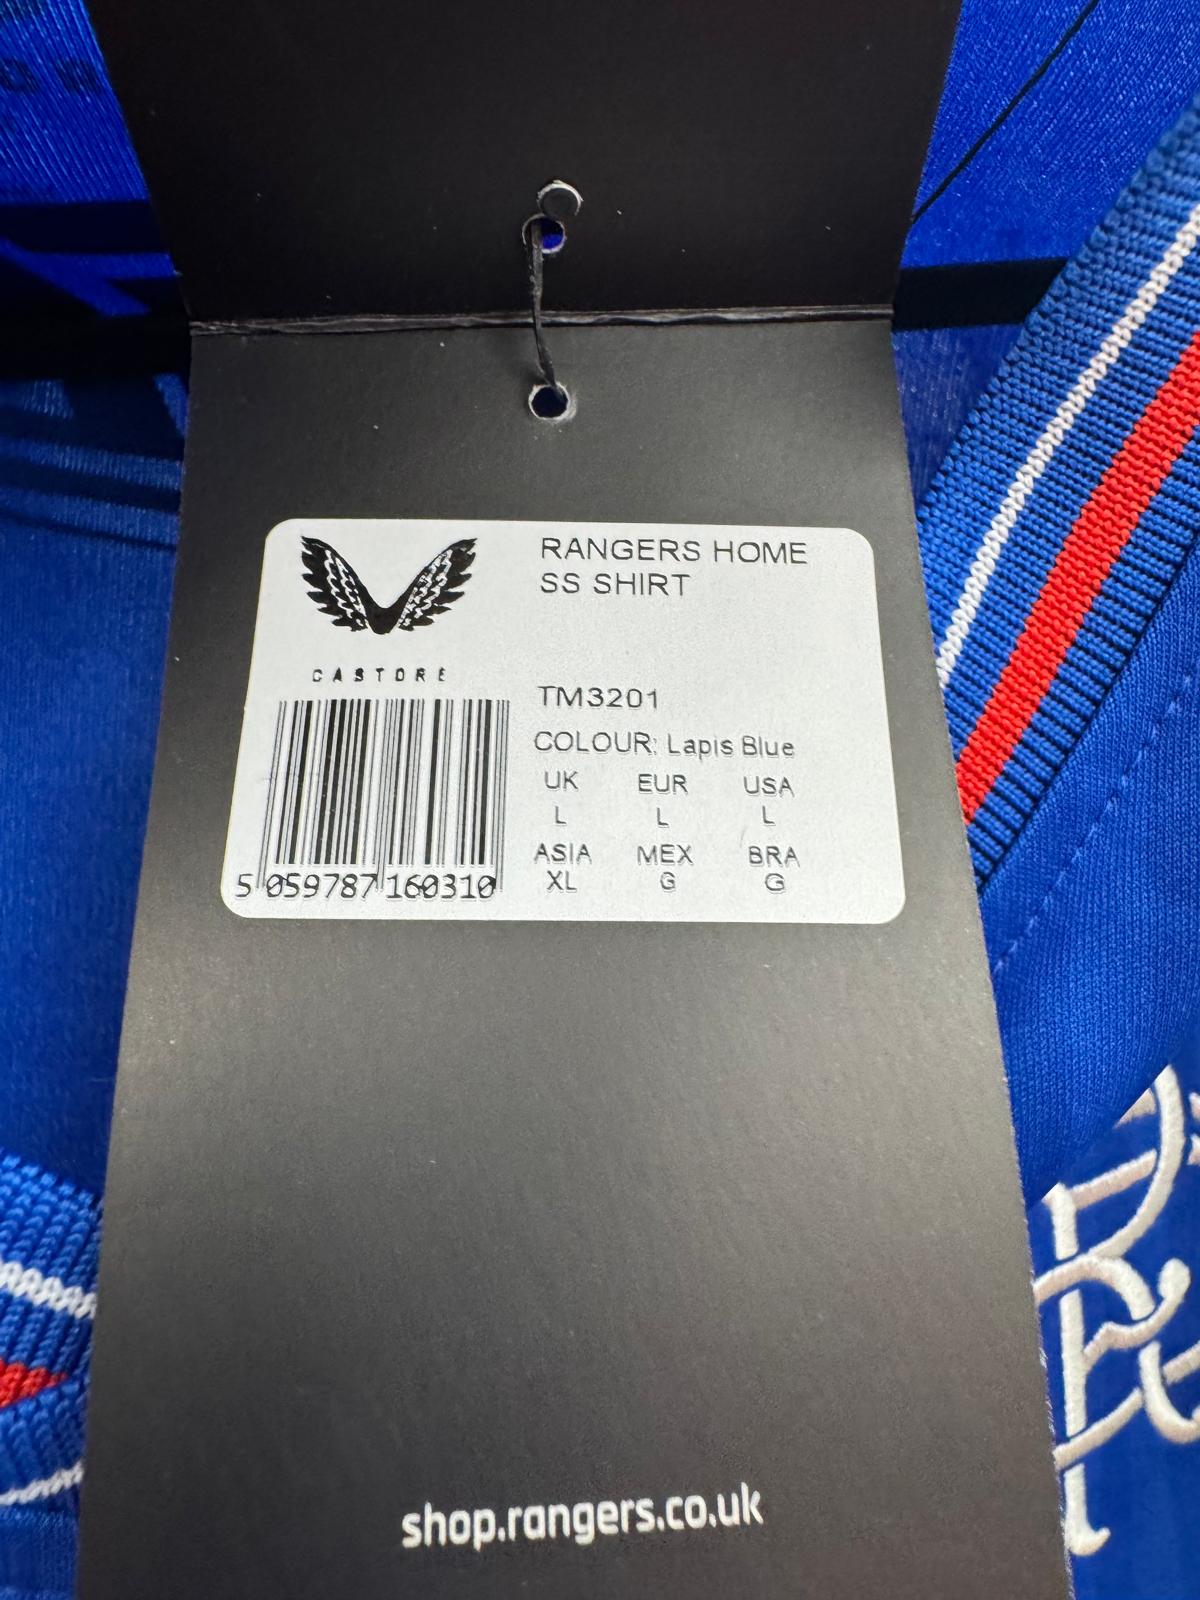 RANGERS HOME
SS SHIRT
CASTORE
TM3201
COLOUR: Lapis Blue
UK EUR USA
L L L
ASIA MEX BRA
XL G G
5 059787 160310
shop.rangers.co.uk